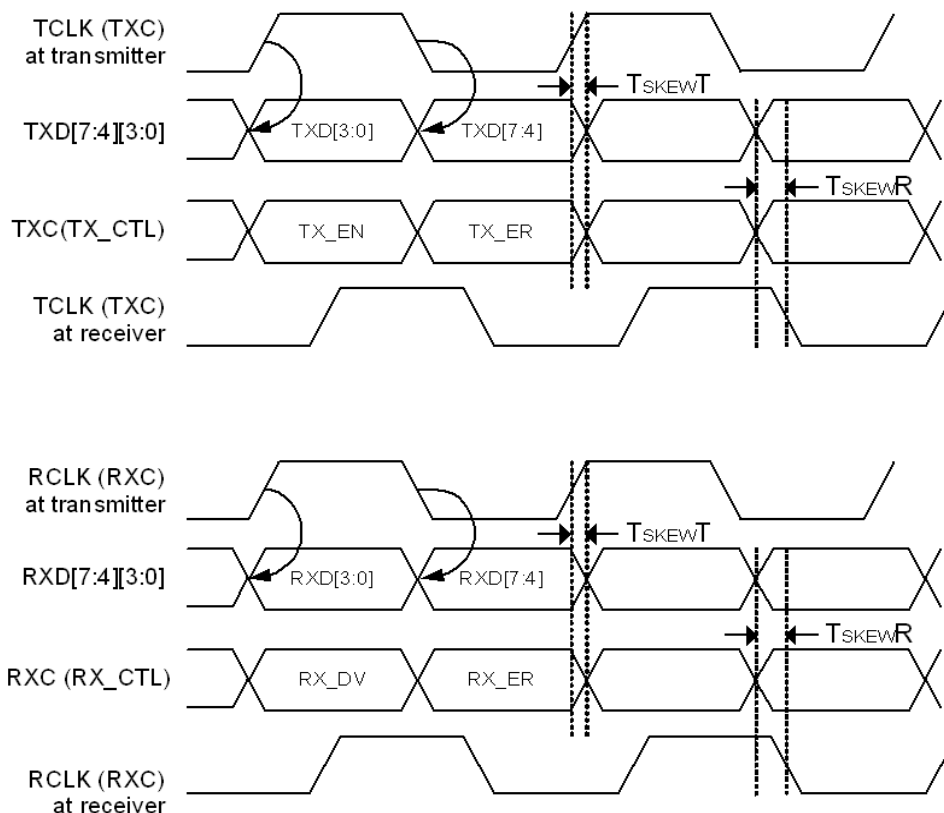 TCLK (TXC)
at transmitter
TSKEWT
TXD[7:4][3:0]
TXD[3:0]
TXD[7:4]
TSKEWR
TXC(TX_CTL)
TX_EN
TX_ER
TCLK (TXC)
at receiver
RCLK (RXC)
at transmitter
TSKEWT
RXD[7:4][3:0]
RXD[3:0]
RXD[7:4]
TSKEWR
RXC (RX_CTL)
RX_DV
RX_ER
RCLK (RXC)
at receiver